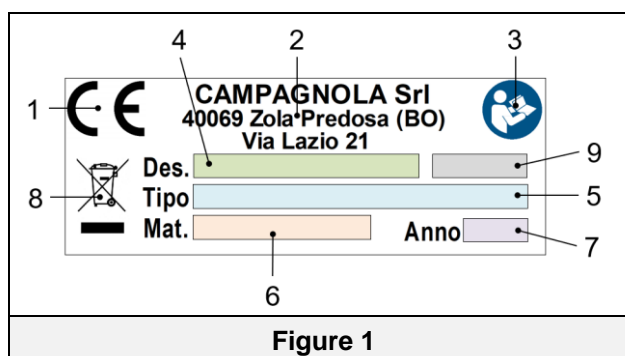 4 2 3
1 CE CAMPAGNOLA Srl
40069 Zola Predosa (BO)
Via Lazio 21
Des. 9
8 Tipo 5
Mat. Anno 7
6
Figure 1